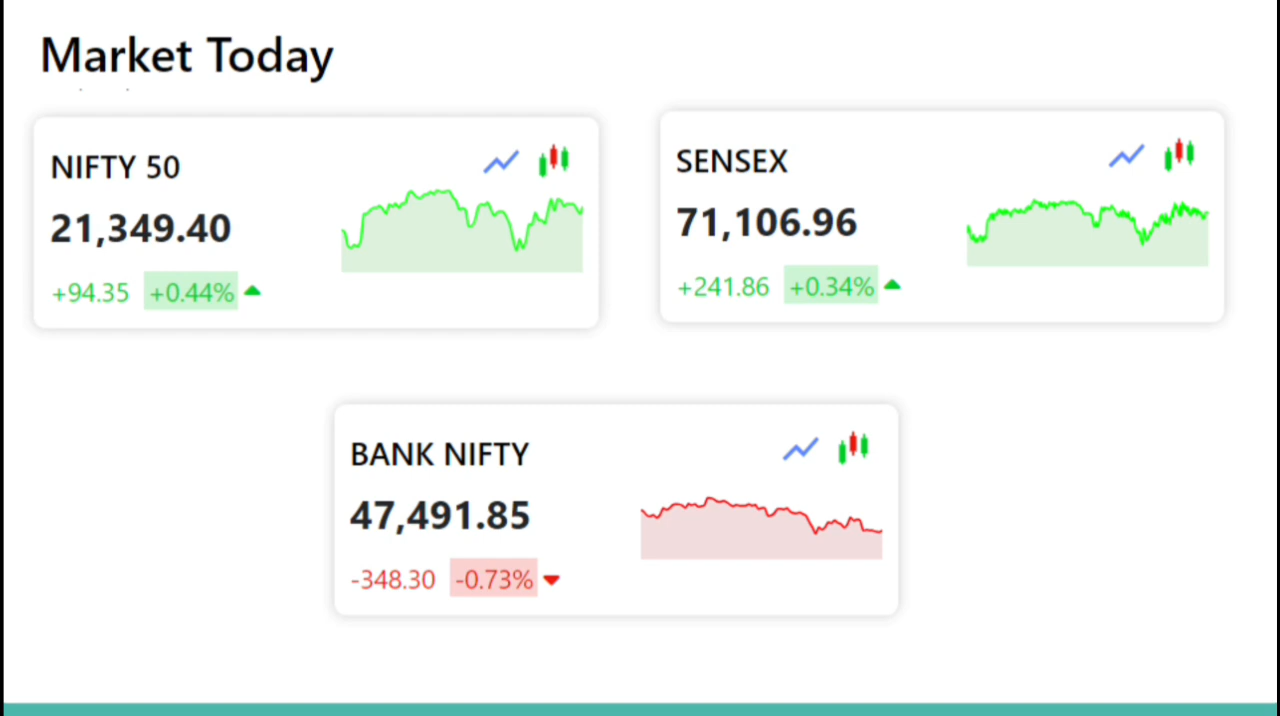 Market Today
NIFTY 50
21,349.40
+94.35 +0.44%
SENSEX
71,106.96
+241.86 +0.34%
BANK NIFTY
47,491.85
-348.30 -0.73%